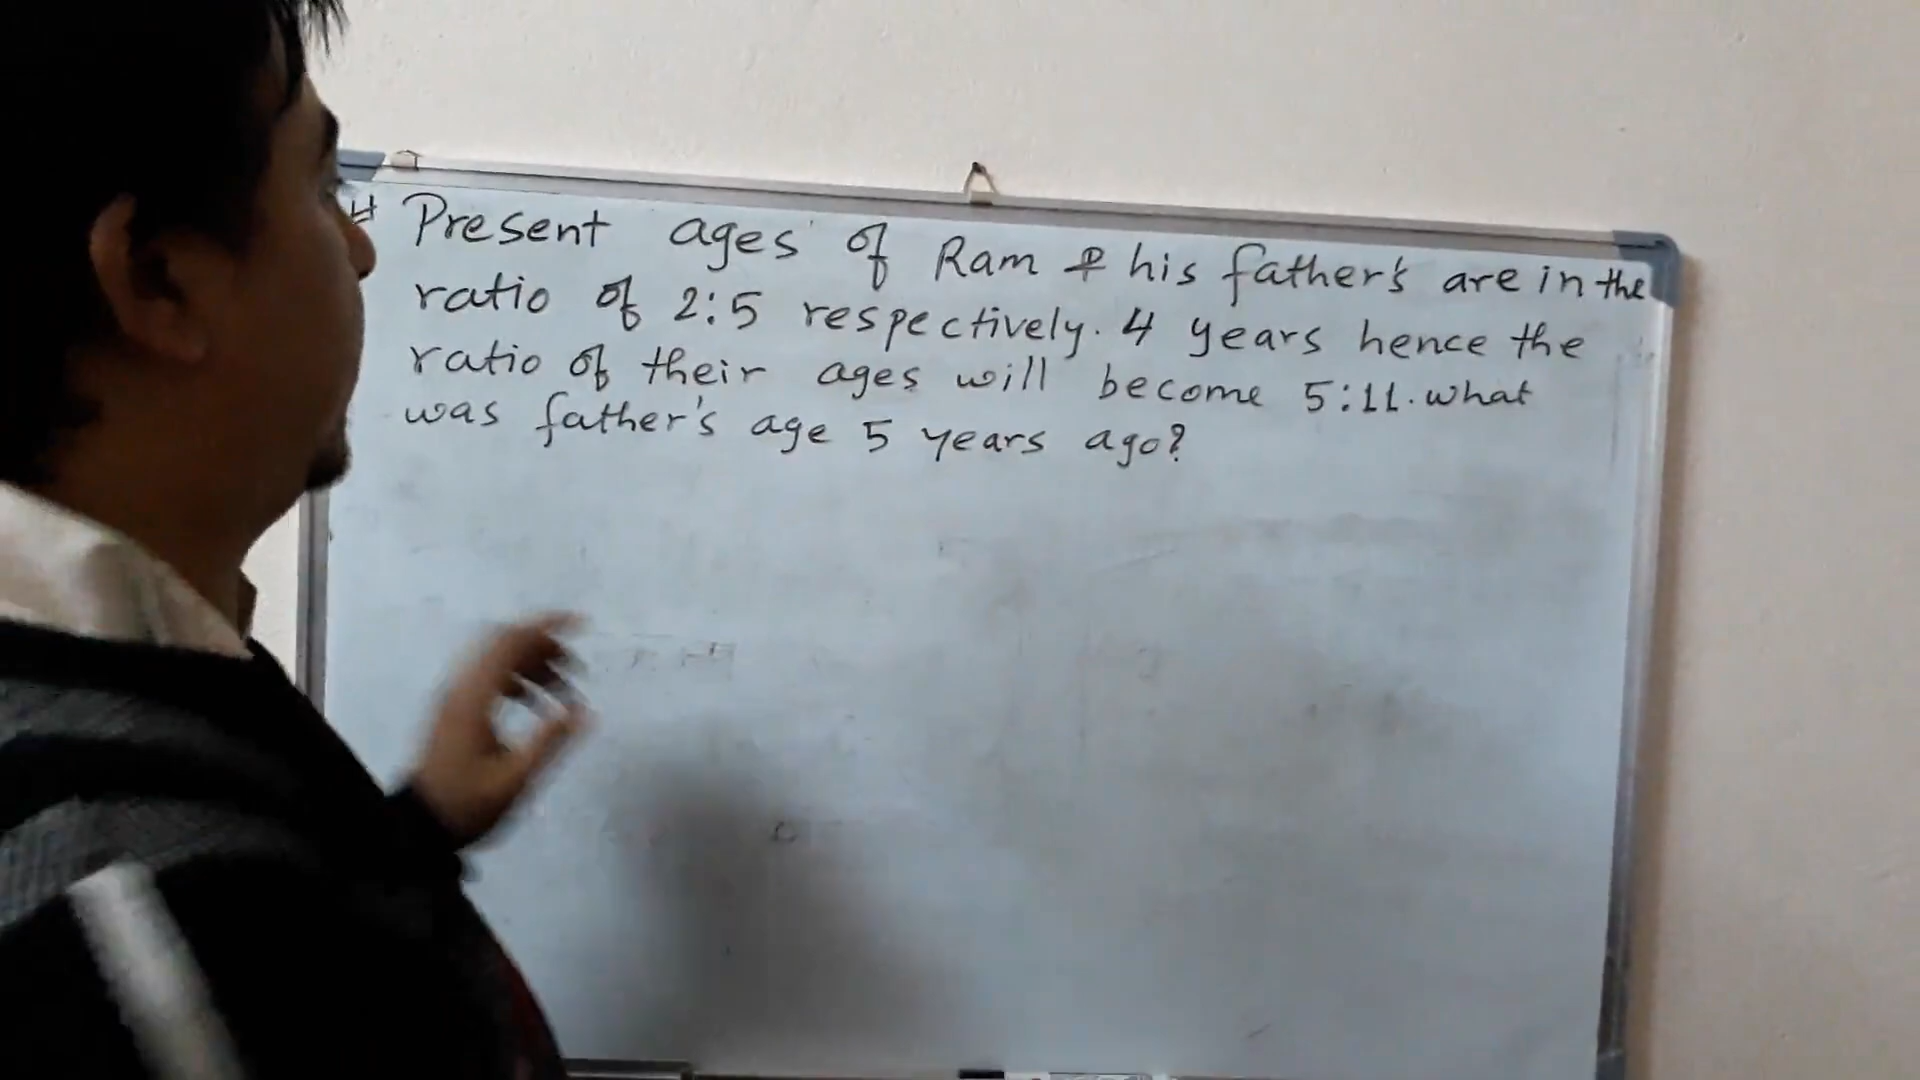 # Present ages of Ram & his father's are in the
ratio of 2:5 respectively. 4 years hence the
ratio of their ages will become 5:11. what
was father's age 5 years ago?